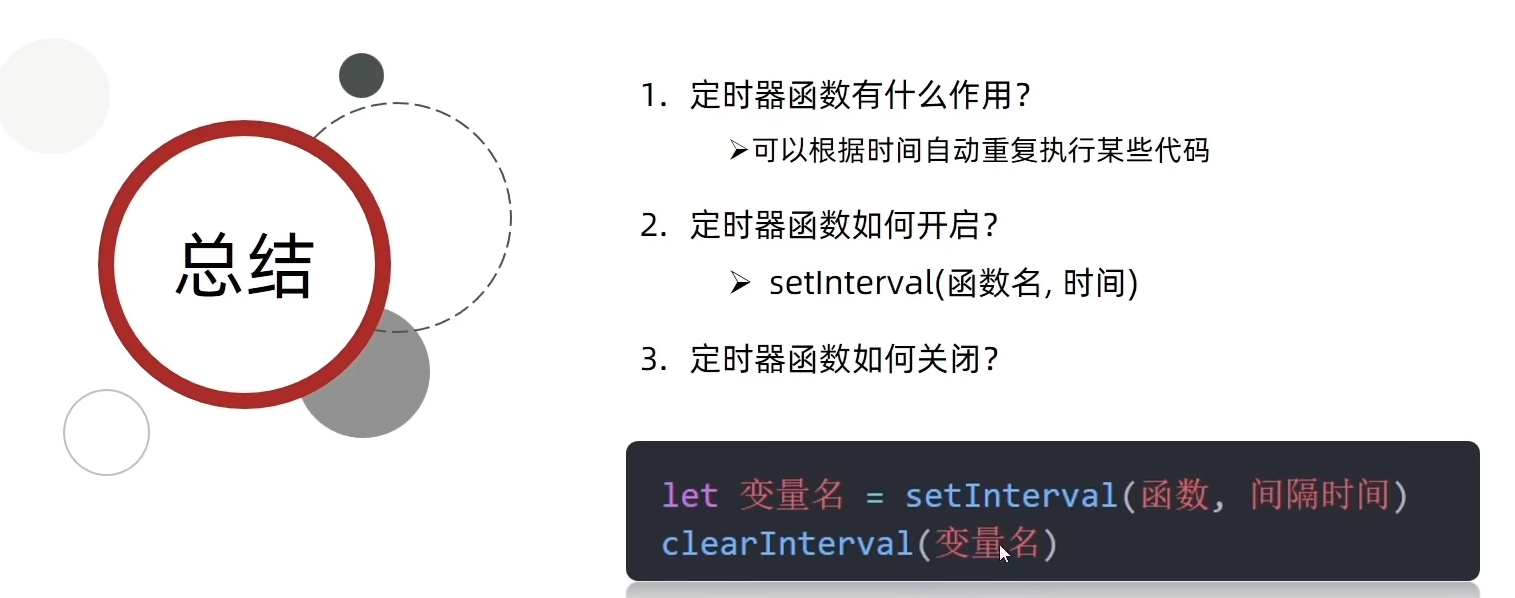 总结
1. 定时器函数有什么作用？
➢可以根据时间自动重复执行某些代码
2. 定时器函数如何开启？
➢ setInterval(函数名, 时间)
3. 定时器函数如何关闭？
let 变量名 = setInterval(函数, 间隔时间)
clearInterval(变量名)